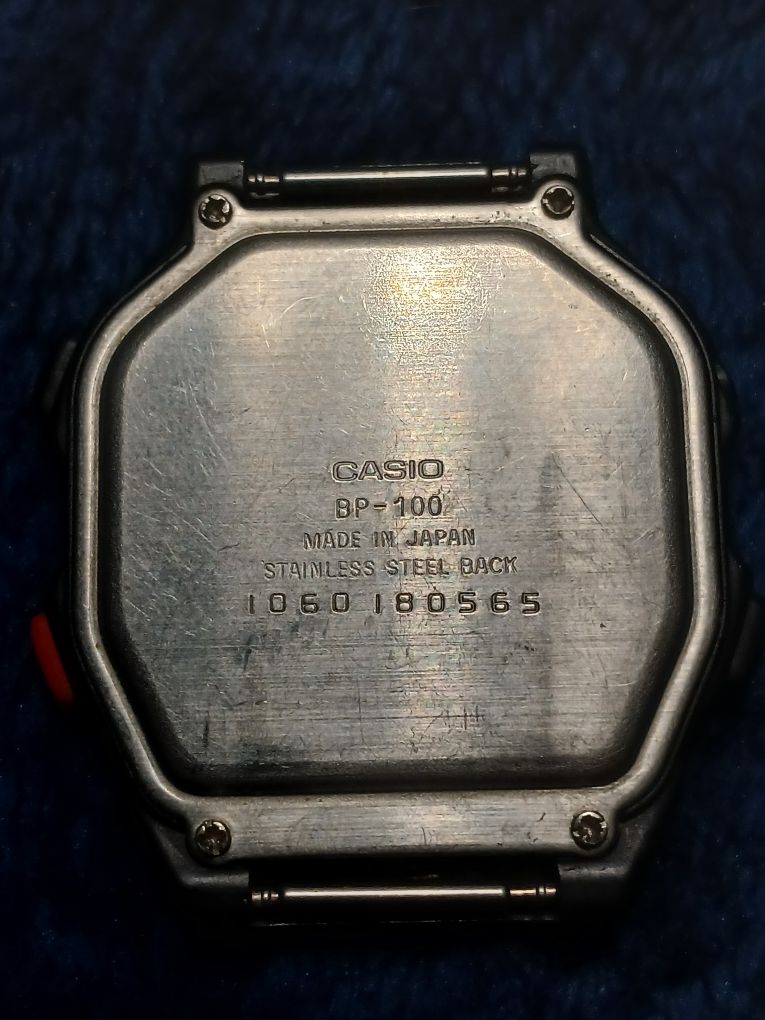 CASIO
BP-100
MADE IN JAPAN
STAINLESS STEEL BACK
1060 180565